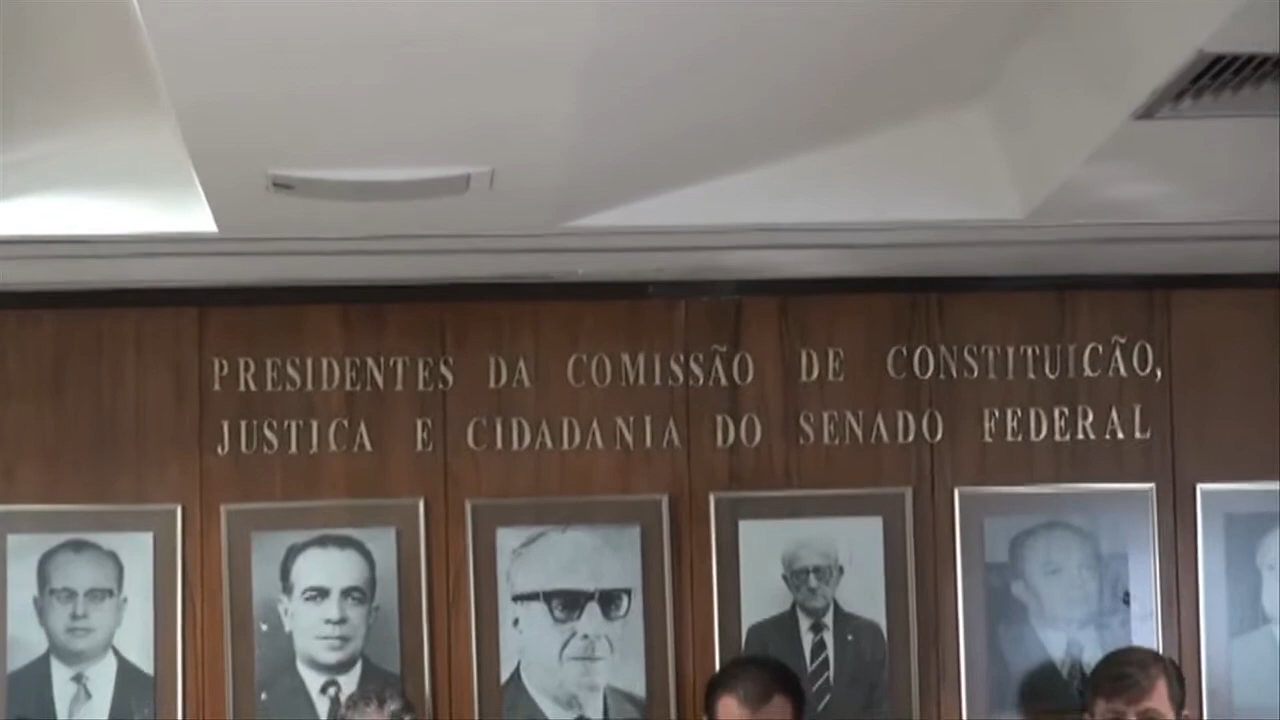 PRESIDENTES DA COMISSÃO DE CONSTITUIÇÃO,
JUSTIÇA E CIDADANIA DO SENADO FEDERAL